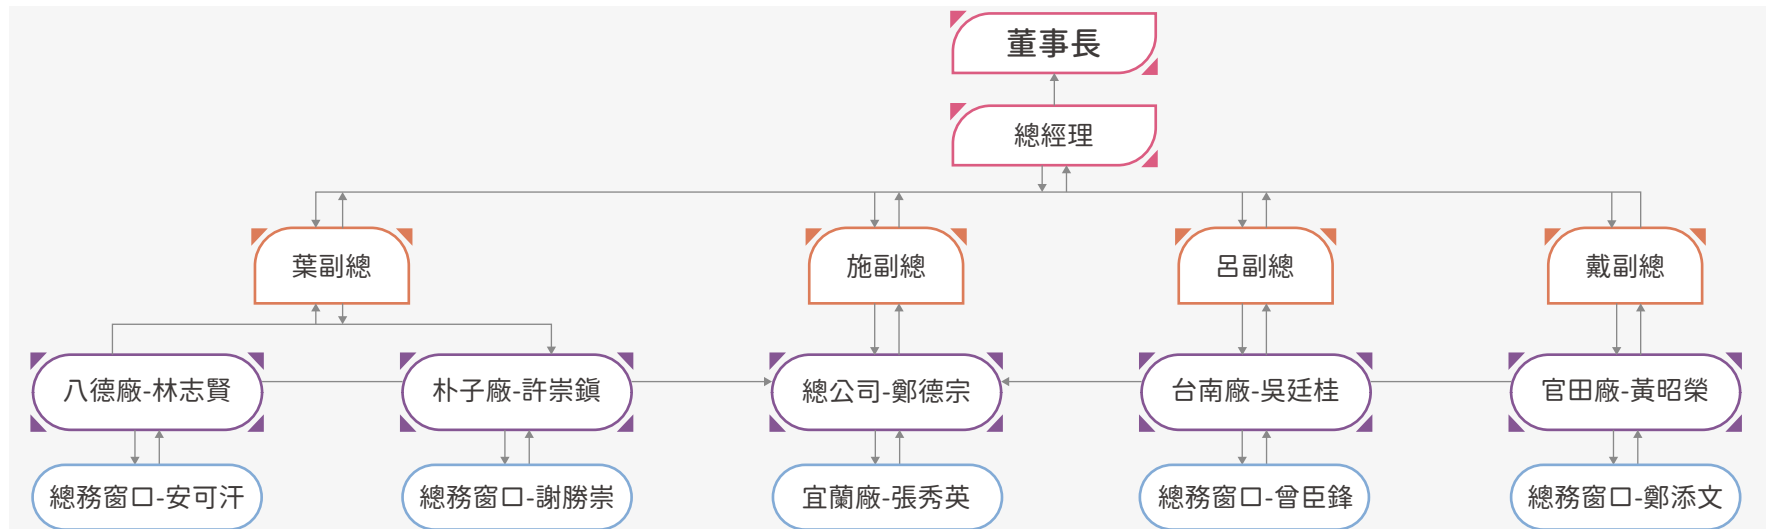 董事長
總經理
葉副總
施副總
呂副總
戴副總
八德廠-林志賢
朴子廠-許崇鎭
總公司-鄭德宗
台南廠-吳廷桂
官田廠-黃昭榮
總務窗口-安可汗
總務窗口-謝勝崇
宜蘭廠-張秀英
總務窗口-曾臣鋒
總務窗口-鄭添文